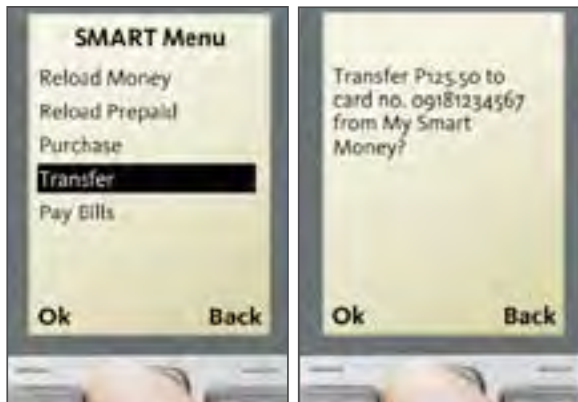 SMART Menu
Reload Money
Reload Prepaid
Purchase
Transfer
Pay Bills
Ok Back
Transfer P125.50 to
card no. 09181234567
from My Smart
Money?
Ok Back